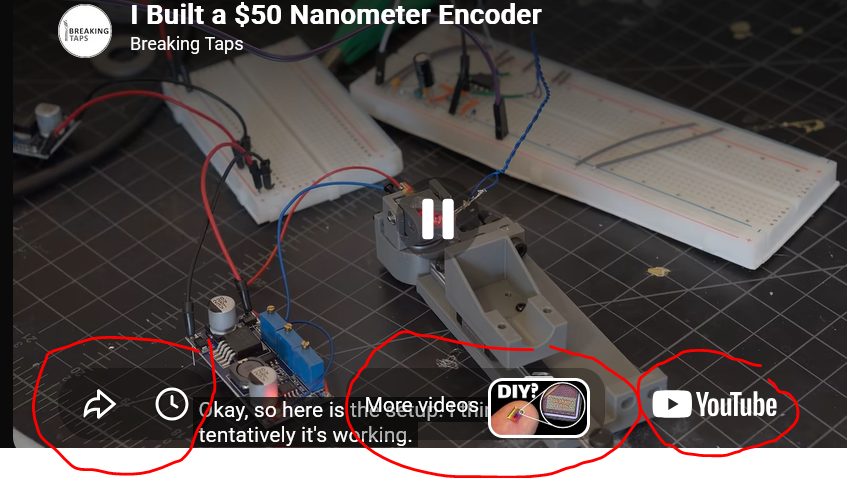 I Built a $50 Nanometer Encoder
BREAKING
TAPS
Breaking Taps
More videos
DIY?
YouTube
Okay, so here is the setup. I
tentatively it's working.